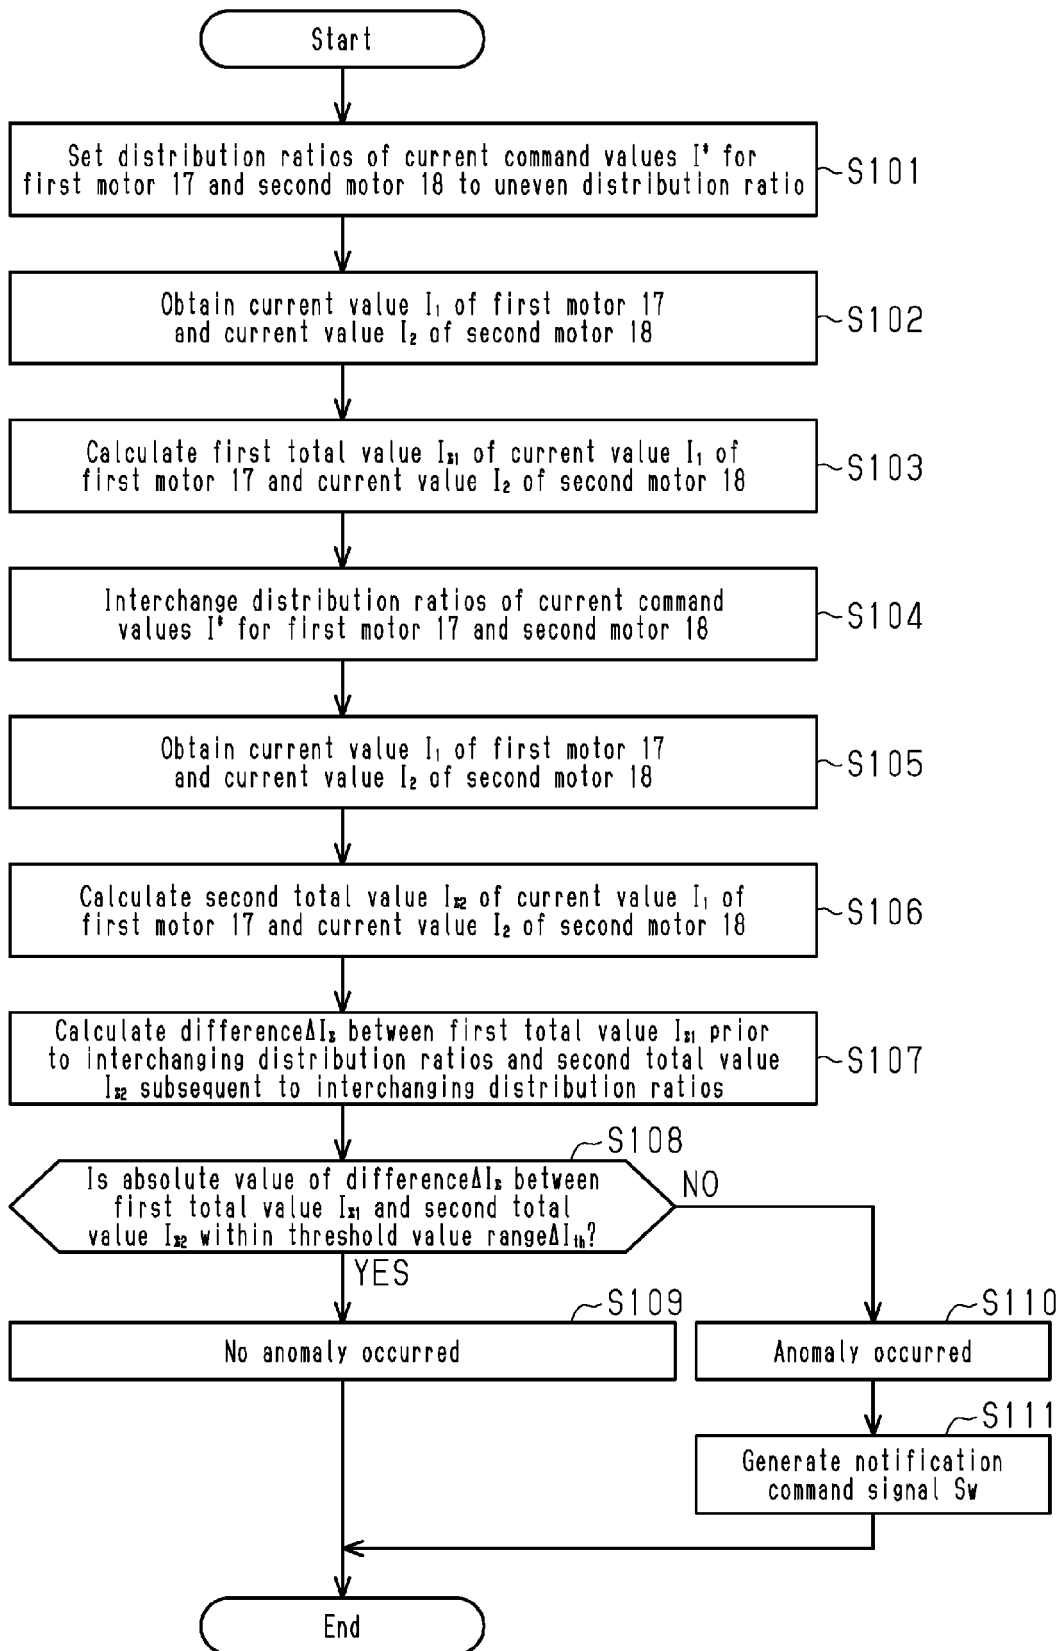 Start
Set distribution ratios of current command values I* for
first motor 17 and second motor 18 to uneven distribution ratio
S101
Obtain current value I₁ of first motor 17
and current value I₂ of second motor 18
S102
Calculate first total value IΣ₁ of current value I₁ of
first motor 17 and current value I₂ of second motor 18
S103
Interchange distribution ratios of current command
values I* for first motor 17 and second motor 18
S104
Obtain current value I₁ of first motor 17
and current value I₂ of second motor 18
S105
Calculate second total value IΣ₂ of current value I₁ of
first motor 17 and current value I₂ of second motor 18
S106
Calculate differenceΔIΣ between first total value IΣ₁ prior
to interchanging distribution ratios and second total value
IΣ₂ subsequent to interchanging distribution ratios
S107
S108
Is absolute value of differenceΔIΣ between
first total value IΣ₁ and second total
value IΣ₂ within threshold value rangeΔIth?
NO
YES
S109
No anomaly occurred
S110
Anomaly occurred
S111
Generate notification
command signal Sw
End